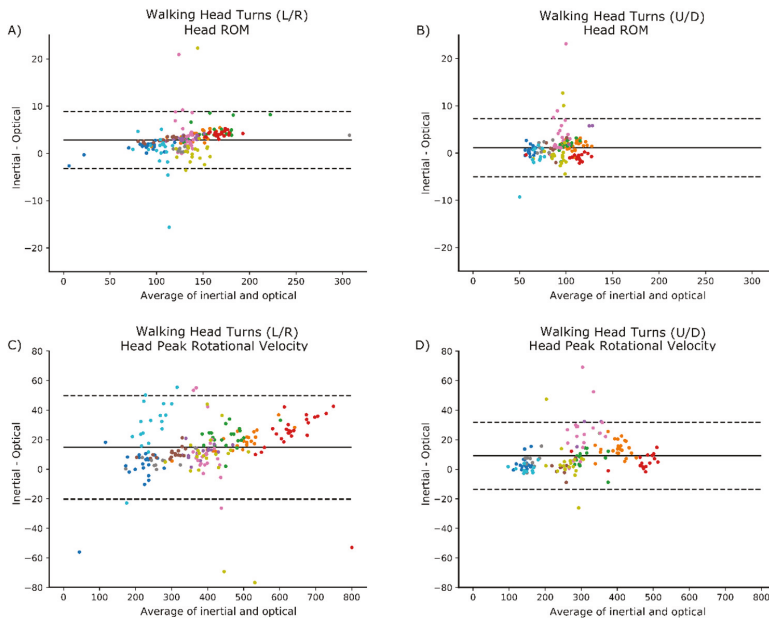 A)
Walking Head Turns (L/R)
Head ROM
Inertial - Optical
20
10
0
−10
−20
0 50 100 150 200 250 300
Average of inertial and optical
B)
Walking Head Turns (U/D)
Head ROM
Inertial - Optical
20
10
0
−10
−20
0 50 100 150 200 250 300
Average of inertial and optical
C)
Walking Head Turns (L/R)
Head Peak Rotational Velocity
Inertial - Optical
80
60
40
20
0
−20
−40
−60
−80
0 100 200 300 400 500 600 700 800
Average of inertial and optical
D)
Walking Head Turns (U/D)
Head Peak Rotational Velocity
Inertial - Optical
80
60
40
20
0
−20
−40
−60
−80
0 100 200 300 400 500 600 700 800
Average of inertial and optical